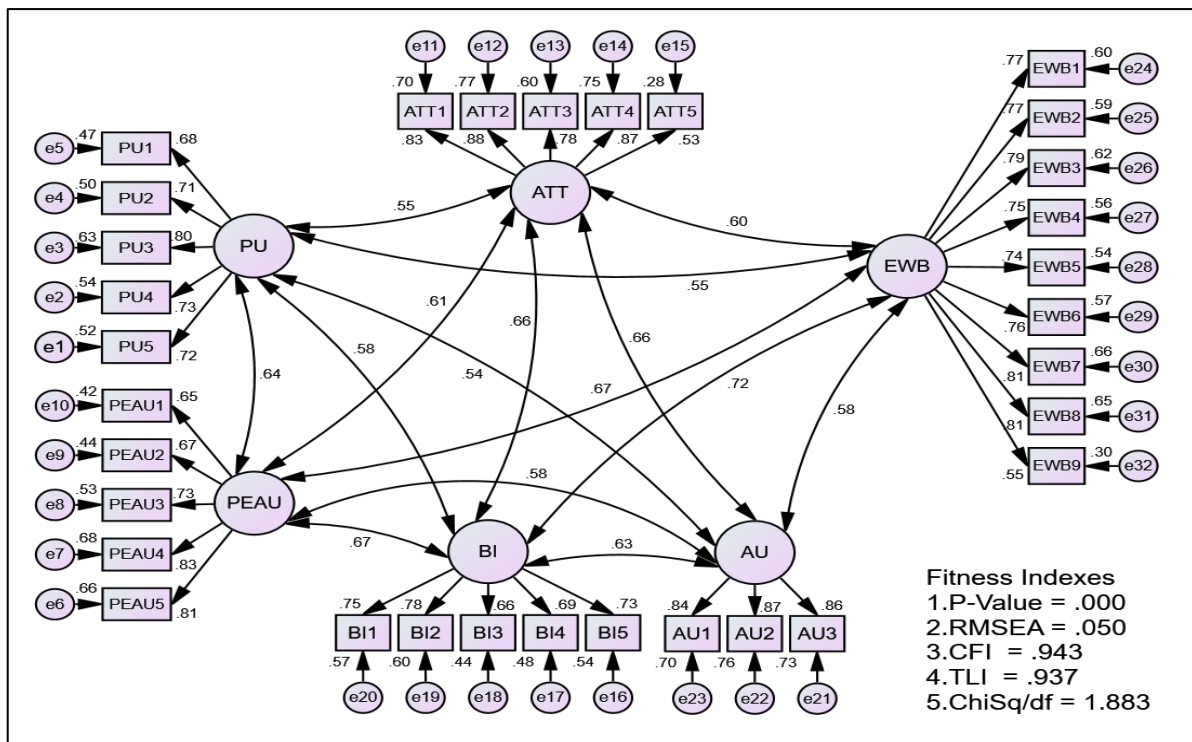 e11 e12 e13 e14 e15
.70 .77 .60 .75 .28
ATT1 ATT2 ATT3 ATT4 ATT5
.83 .88 .78 .87 .53
ATT
e5 .47 PU1 .68
e4 .50 PU2 .71
e3 .63 PU3 .80
e2 .54 PU4 .73
e1 .52 PU5 .72
PU
e10 .42 PEAU1 .65
e9 .44 PEAU2 .67
e8 .53 PEAU3 .73
e7 .68 PEAU4 .83
e6 .66 PEAU5 .81
PEAU
.77 EWB1 .60 e24
.77 EWB2 .59 e25
.79 EWB3 .62 e26
.75 EWB4 .56 e27
.74 EWB5 .54 e28
.76 EWB6 .57 e29
.81 EWB7 .66 e30
.81 EWB8 .65 e31
.55 EWB9 .30 e32
EWB
.55
.60
.55
.61
.66
.66
.58
.54
.67
.72
.64
.58
.58
.67
.63
BI
.75 .78 .66 .69 .73
BI1 BI2 BI3 BI4 BI5
.57 .60 .44 .48 .54
e20 e19 e18 e17 e16
AU
.84 .87 .86
AU1 AU2 AU3
.70 .76 .73
e23 e22 e21
Fitness Indexes
1.P-Value = .000
2.RMSEA = .050
3.CFI = .943
4.TLI = .937
5.ChiSq/df = 1.883